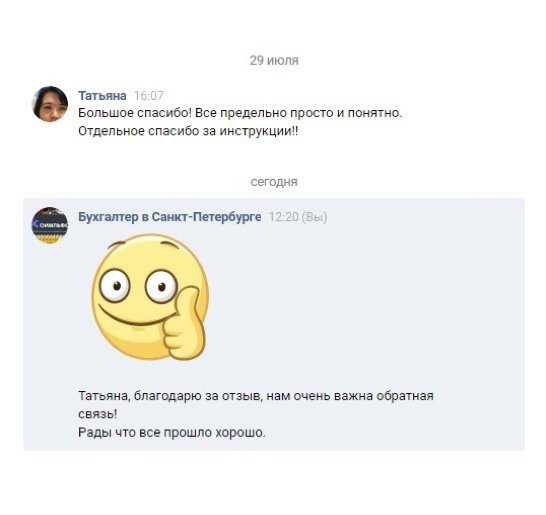 29 июля
Татьяна 16:07
Большое спасибо! Все предельно просто и понятно.
Отдельное спасибо за инструкции!!
сегодня
Бухгалтер в Санкт-Петербурге 12:20 (Вы)
Татьяна, благодарю за отзыв, нам очень важна обратная
связь!
Рады что все прошло хорошо.